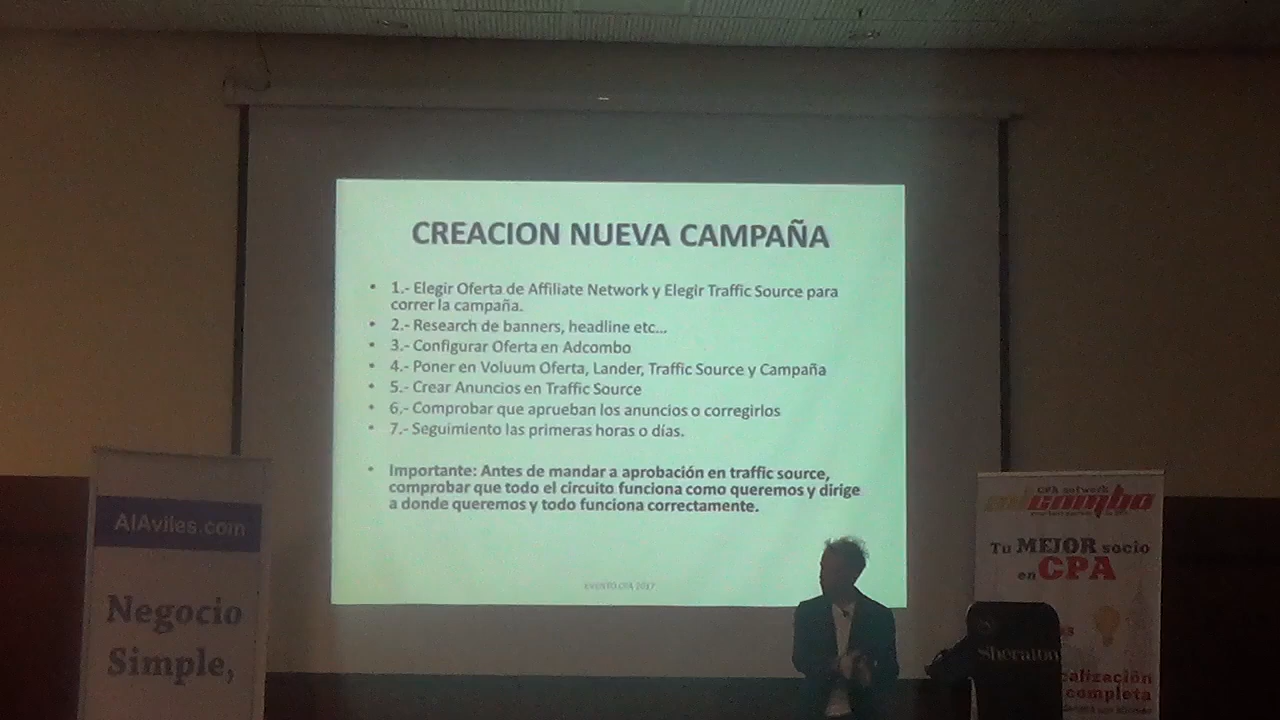 CREACION NUEVA CAMPAÑA
• 1.- Elegir Oferta de Affiliate Network y Elegir Traffic Source para
correr la campaña.
• 2.- Research de banners, headline etc...
• 3.- Configurar Oferta en Adcombo
• 4.- Poner en Voluum Oferta, Lander, Traffic Source y Campaña
• 5.- Crear Anuncios en Traffic Source
• 6.- Comprobar que aprueban los anuncios o corregirlos
• 7.- Seguimiento las primeras horas o días.
• Importante: Antes de mandar a aprobación en traffic source,
comprobar que todo el circuito funciona como queremos y dirige
a donde queremos y todo funciona correctamente.
EVENTO CPA 2017
AlAviles.com
Negocio
Simple,
CPA network
adcombo
Tu MEJOR socio
en CPA
Sheraton
completa